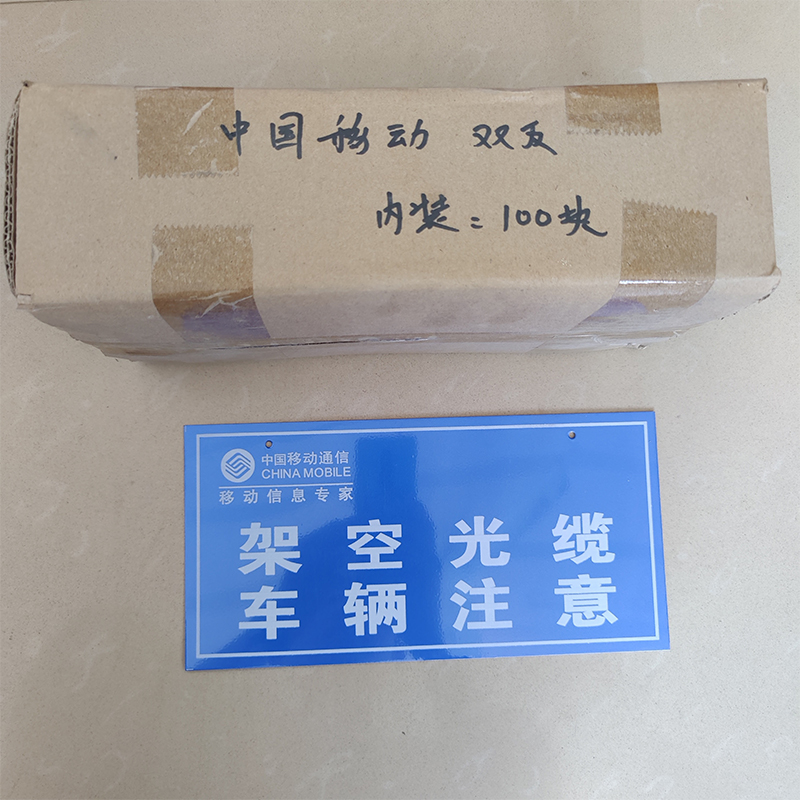 中国移动 双反
内装：100块
中国移动通信
CHINA MOBILE
移动信息专家
架空光缆
车辆注意